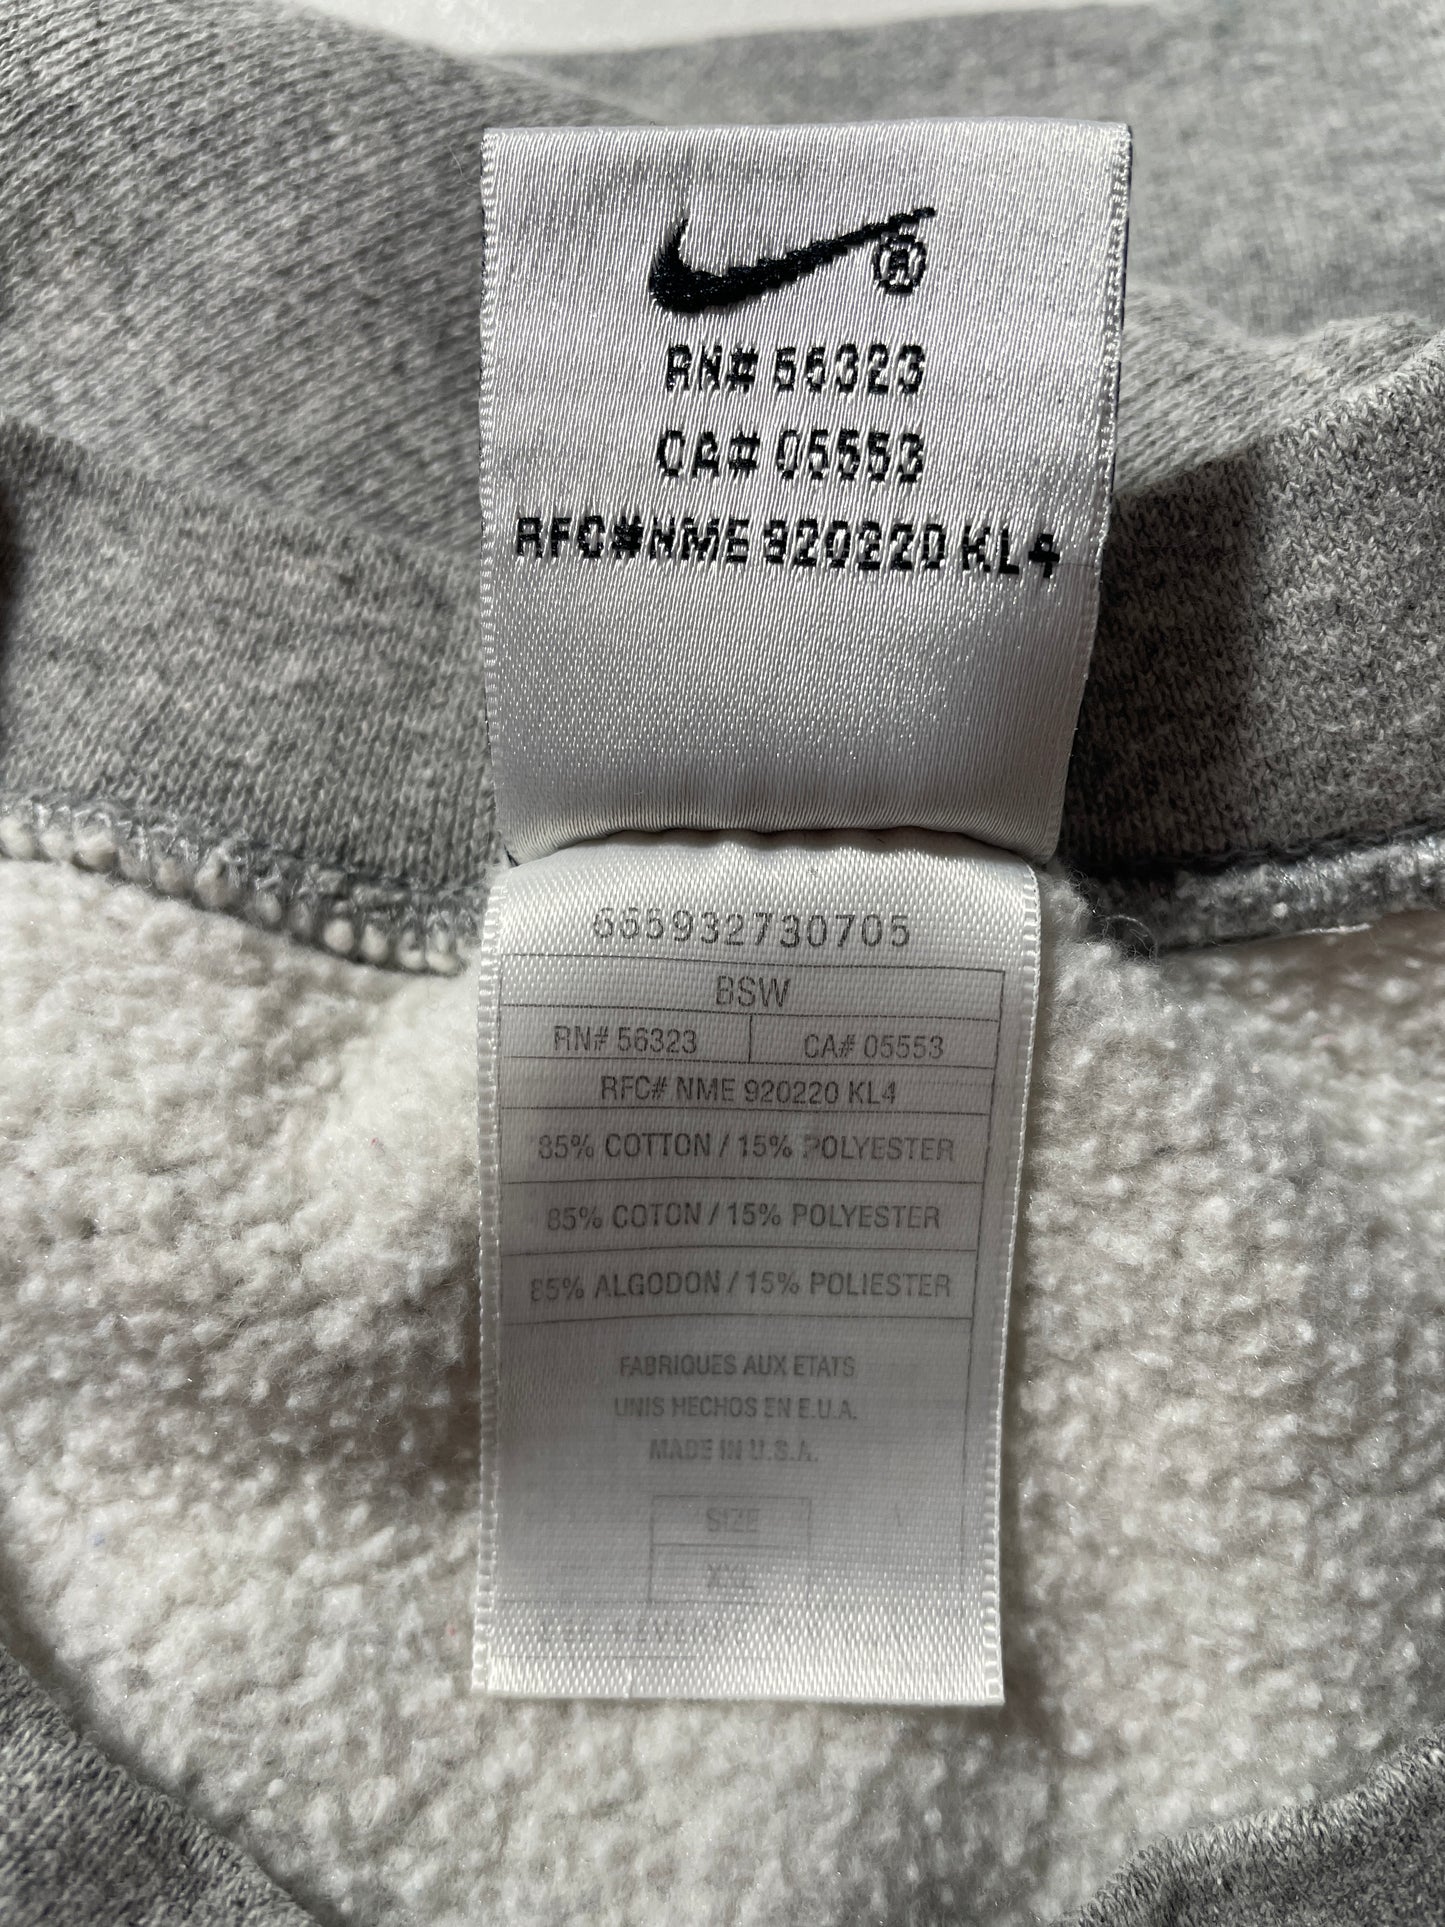 ®
RN# 56323
CA# 05553
RFC#NME 920220 KL4
665932730705
BSW
RN# 56323 CA# 05553
RFC# NME 920220 KL4
85% COTTON / 15% POLYESTER
85% COTON / 15% POLYESTER
85% ALGODON / 15% POLIESTER
FABRIQUES AUX ETATS
UNIS HECHOS EN E.U.A.
MADE IN U.S.A.
SIZE
XXL